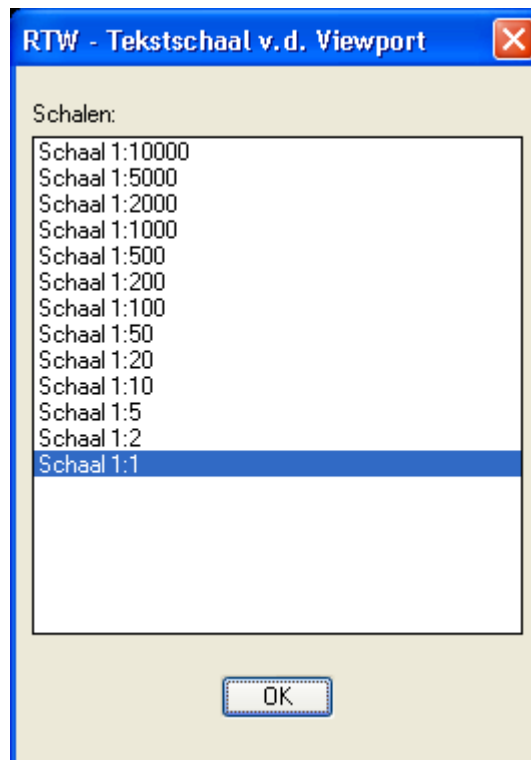 RTW - Tekstschaal v.d. Viewport
Schalen:
Schaal 1:10000
Schaal 1:5000
Schaal 1:2000
Schaal 1:1000
Schaal 1:500
Schaal 1:200
Schaal 1:100
Schaal 1:50
Schaal 1:20
Schaal 1:10
Schaal 1:5
Schaal 1:2
Schaal 1:1
OK